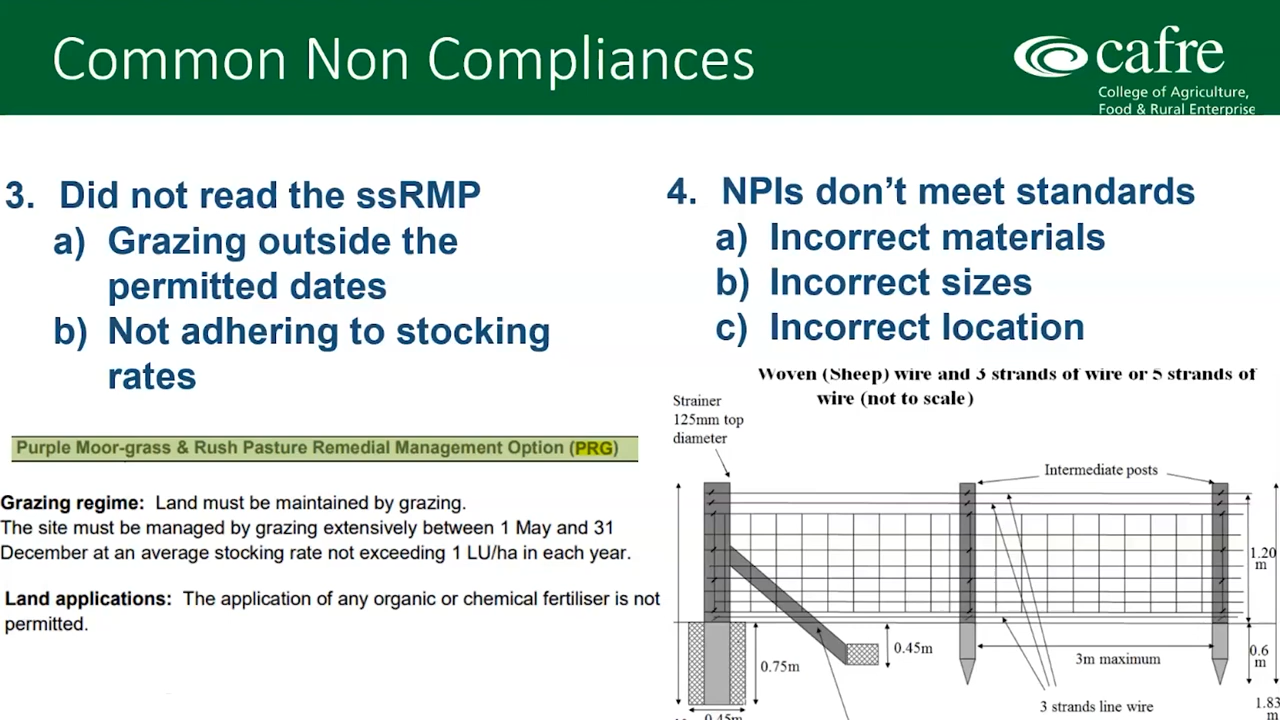 Common Non Compliances
cafre
College of Agriculture,
Food & Rural Enterprise
3. Did not read the ssRMP
a) Grazing outside the
permitted dates
b) Not adhering to stocking
rates
Purple Moor-grass & Rush Pasture Remedial Management Option (PRG)
Grazing regime: Land must be maintained by grazing.
The site must be managed by grazing extensively between 1 May and 31
December at an average stocking rate not exceeding 1 LU/ha in each year.
Land applications: The application of any organic or chemical fertiliser is not
permitted.
4. NPIs don’t meet standards
a) Incorrect materials
b) Incorrect sizes
c) Incorrect location
Woven (Sheep) wire and 3 strands of wire or 5 strands of
wire (not to scale)
Strainer
125mm top
diameter
Intermediate posts
1.20
m
0.45m
0.75m
3m maximum
0.6
m
3 strands line wire
1.83
m
0.45m